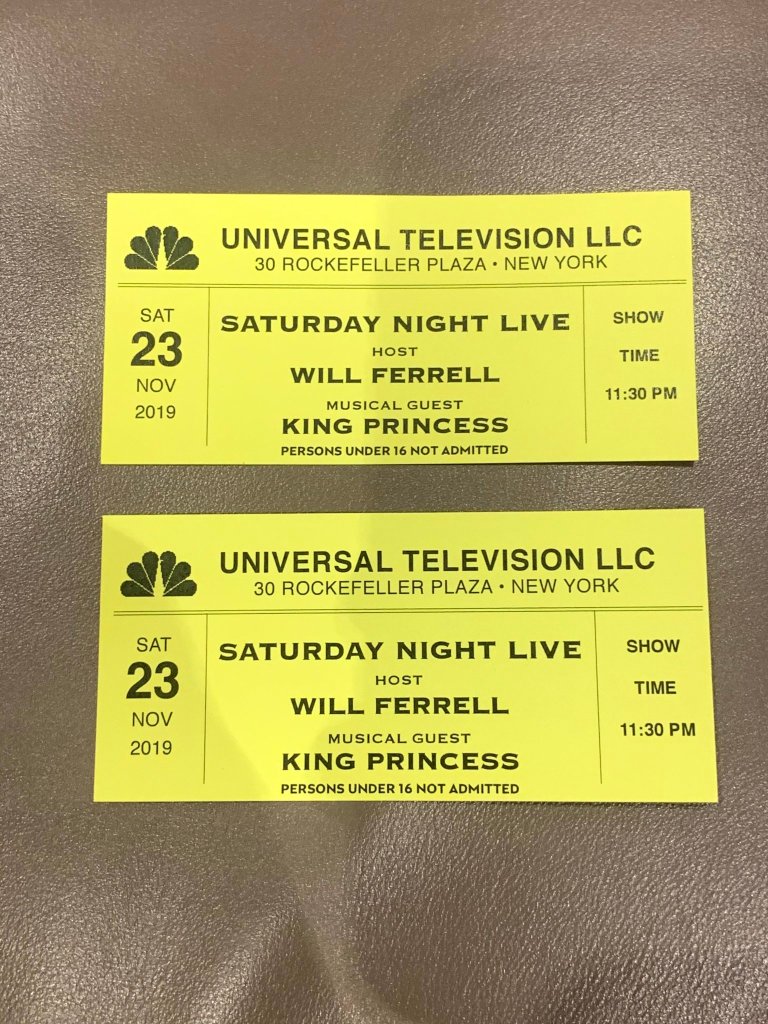 UNIVERSAL TELEVISION LLC
30 ROCKEFELLER PLAZA • NEW YORK
SAT
23
NOV
2019
SATURDAY NIGHT LIVE
HOST
WILL FERRELL
MUSICAL GUEST
KING PRINCESS
PERSONS UNDER 16 NOT ADMITTED
SHOW
TIME
11:30 PM
UNIVERSAL TELEVISION LLC
30 ROCKEFELLER PLAZA • NEW YORK
SAT
23
NOV
2019
SATURDAY NIGHT LIVE
HOST
WILL FERRELL
MUSICAL GUEST
KING PRINCESS
PERSONS UNDER 16 NOT ADMITTED
SHOW
TIME
11:30 PM